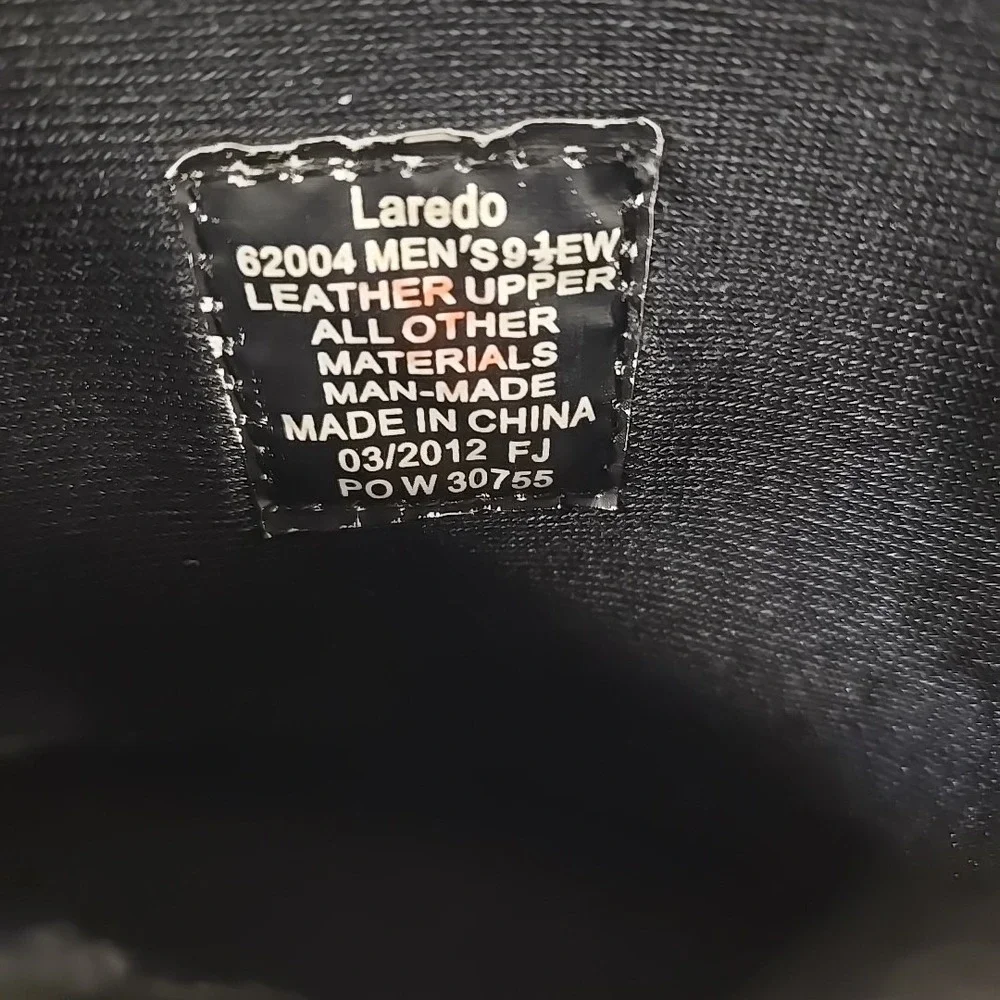 Laredo
62004 MEN'S 9½EW
LEATHER UPPER
ALL OTHER
MATERIALS
MAN-MADE
MADE IN CHINA
03/2012 FJ
PO W 30755